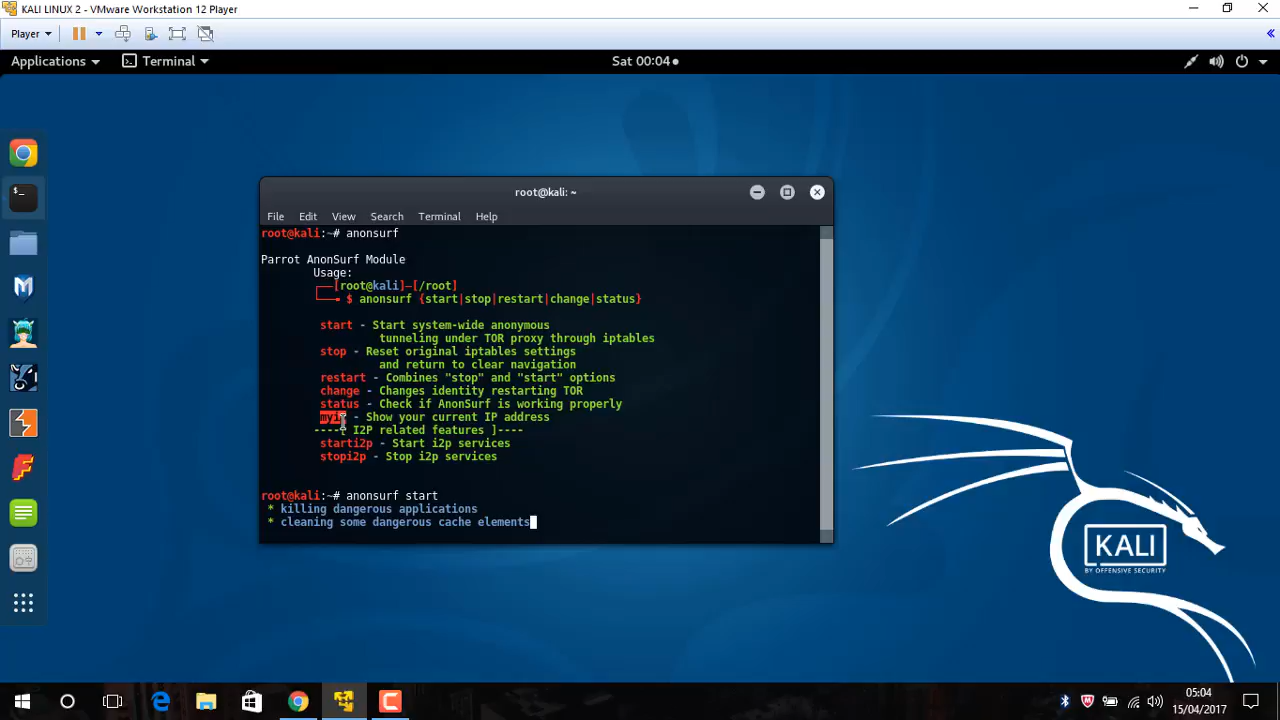 KALI LINUX 2 - VMware Workstation 12 Player
Player
Applications
Terminal
Sat 00:04
root@kali: ~
File Edit View Search Terminal Help
root@kali:~# anonsurf
Parrot AnonSurf Module
Usage:
┌──[root@kali]─[/root]
└──╼ $ anonsurf {start|stop|restart|change|status}
start - Start system-wide anonymous
tunneling under TOR proxy through iptables
stop - Reset original iptables settings
and return to clear navigation
restart - Combines "stop" and "start" options
change - Changes identity restarting TOR
status - Check if AnonSurf is working properly
myip - Show your current IP address
----[ I2P related features ]----
starti2p - Start i2p services
stopi2p - Stop i2p services
root@kali:~# anonsurf start
* killing dangerous applications
* cleaning some dangerous cache elements
KALI
BY OFFENSIVE SECURITY
05:04
15/04/2017